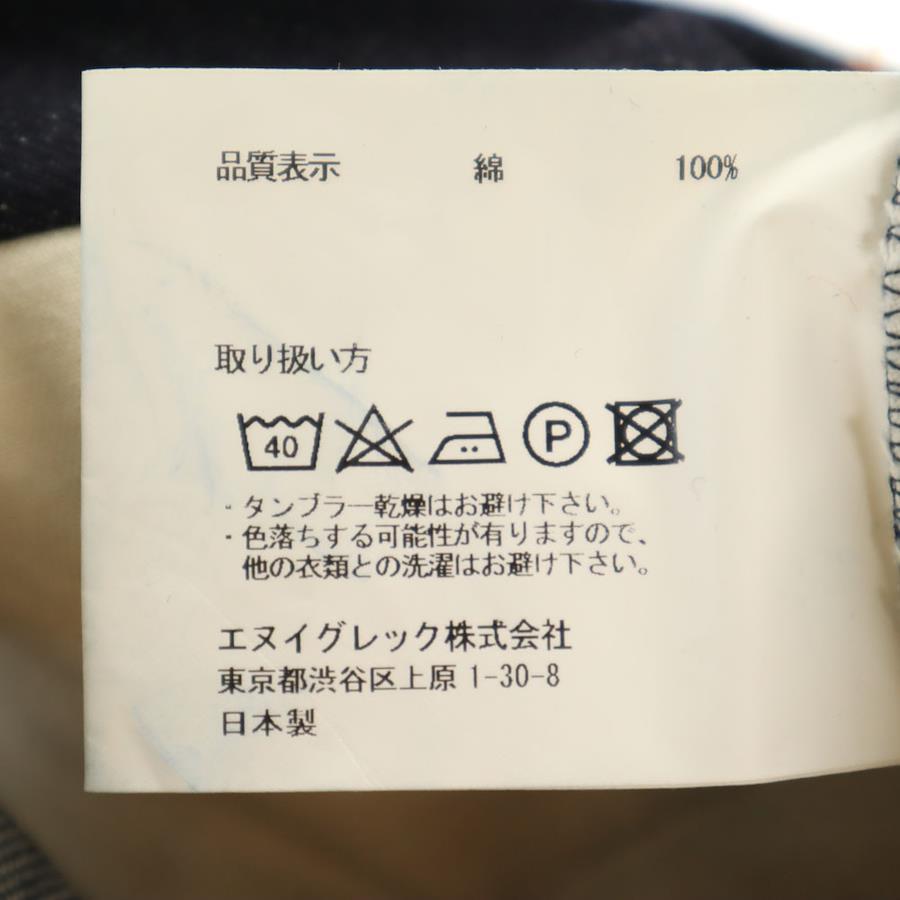 品質表示 綿 100%
取り扱い方
40 P
・タンブラー乾燥はお避け下さい。
・色落ちする可能性が有りますので、
他の衣類との洗濯はお避け下さい。
エヌイグレック株式会社
東京都渋谷区上原 1-30-8
日本製